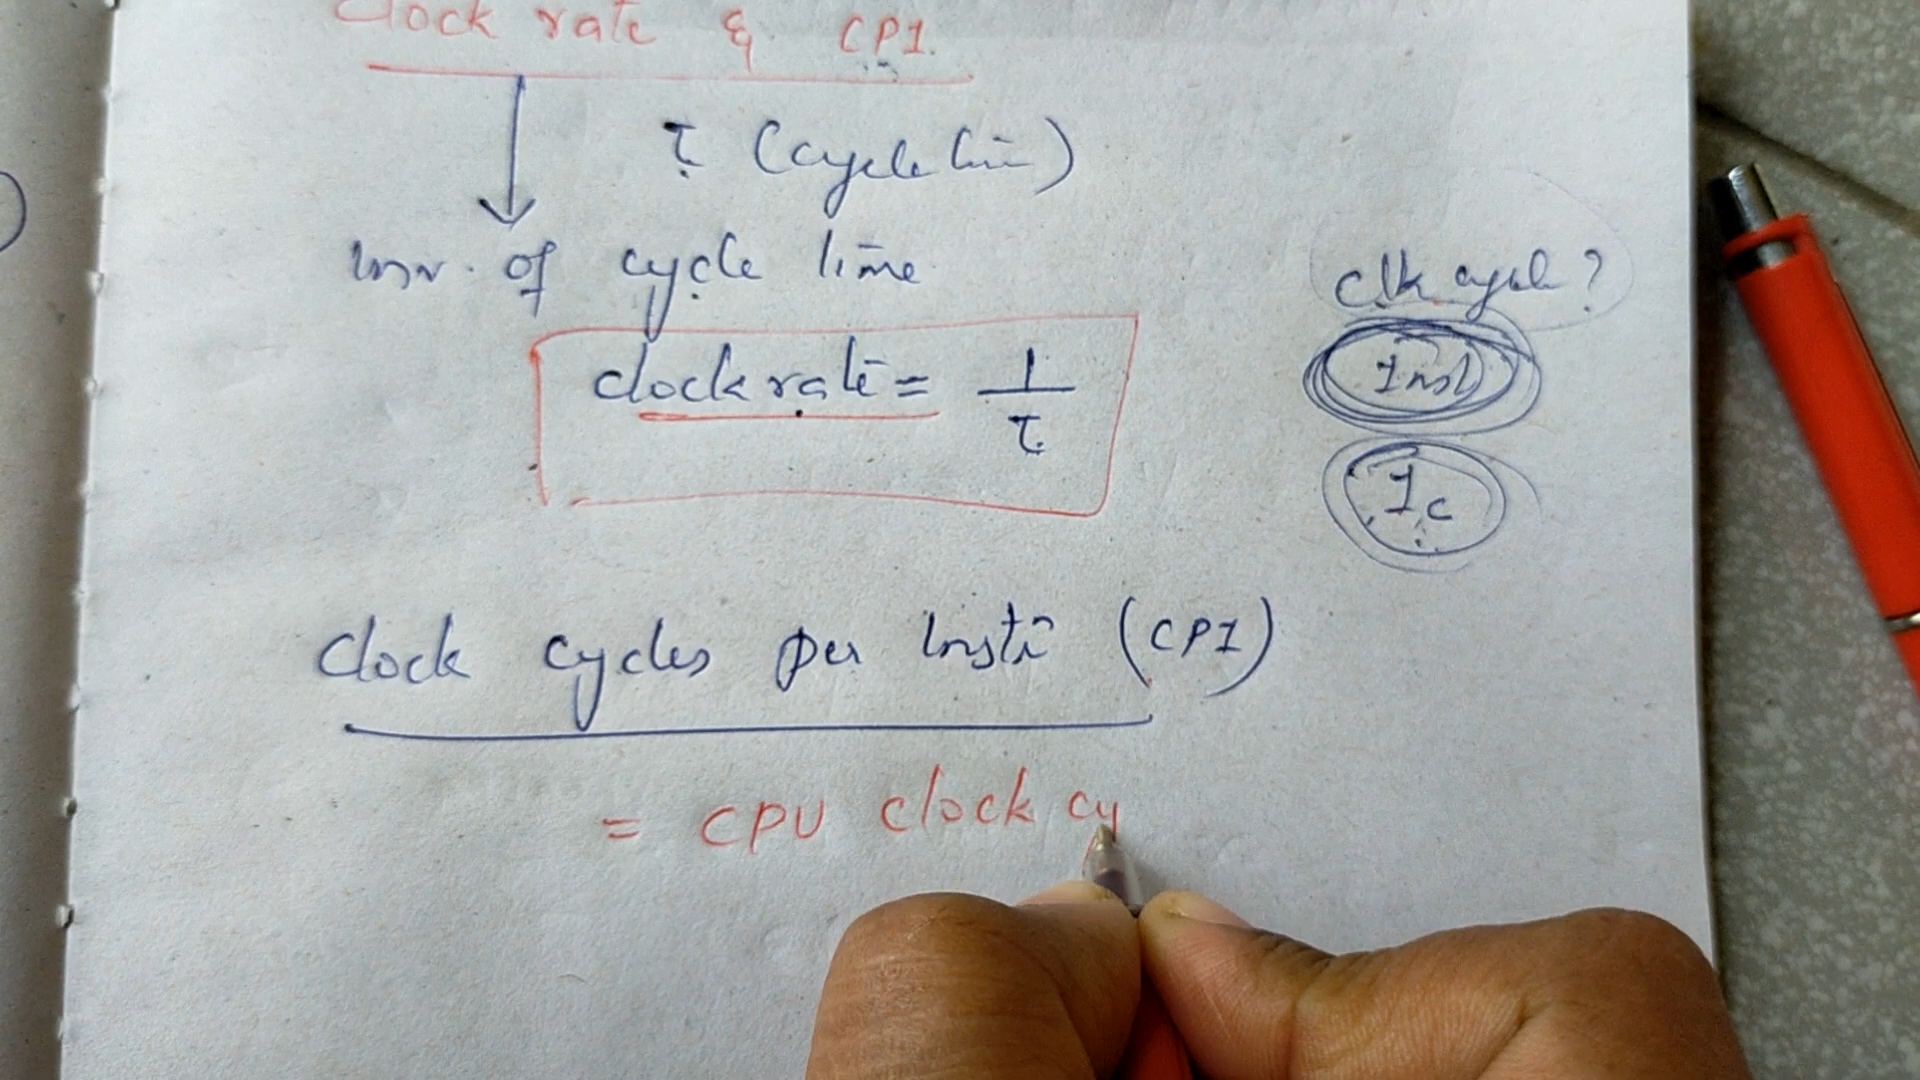 Clock rate & CPI
τ (cycle time)
Inv. of cycle time
clock rate = 1/τ
clk cycle?
Inst
Ic
Clock cycles per Instr (CPI)
= CPU clock cy